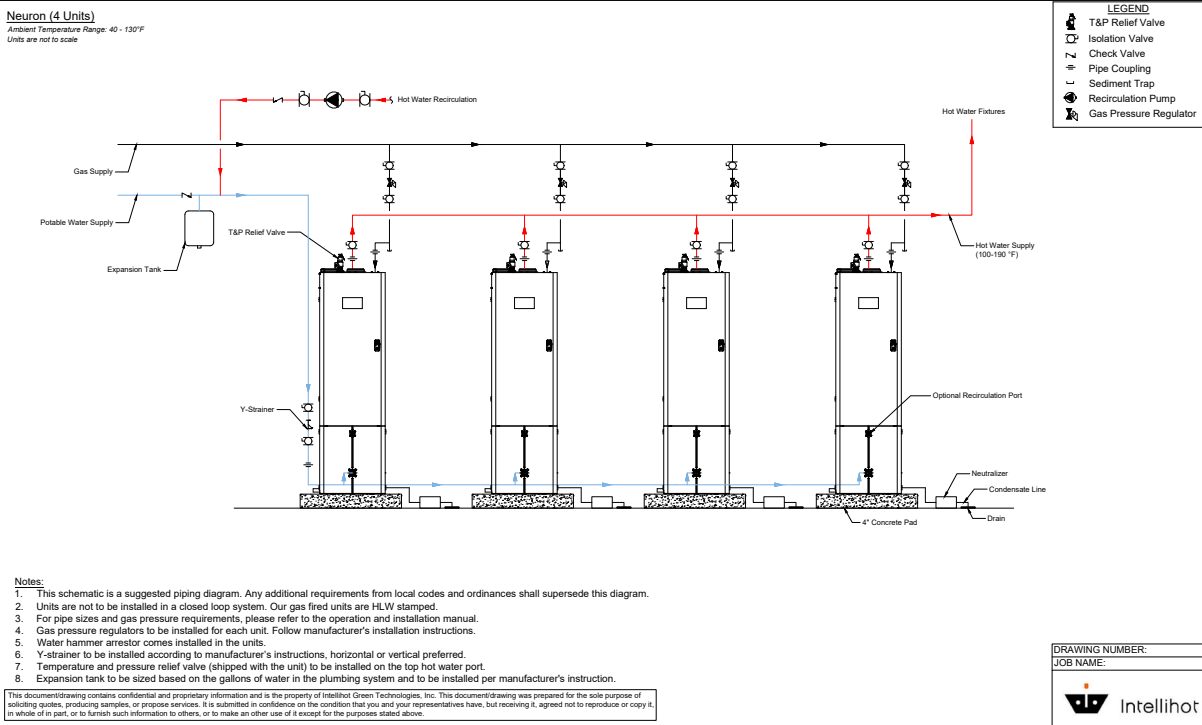 Neuron (4 Units)
Ambient Temperature Range: 40 - 130°F
Units are not to scale
LEGEND
T&P Relief Valve
Isolation Valve
Check Valve
Pipe Coupling
Sediment Trap
Recirculation Pump
Gas Pressure Regulator
Hot Water Recirculation
Hot Water Fixtures
Gas Supply
Potable Water Supply
T&P Relief Valve
Expansion Tank
Hot Water Supply
(100-190 °F)
Y-Strainer
Optional Recirculation Port
Neutralizer
Condensate Line
Drain
4" Concrete Pad
Notes:
1. This schematic is a suggested piping diagram. Any additional requirements from local codes and ordinances shall supersede this diagram.
2. Units are not to be installed in a closed loop system. Our gas fired units are HLW stamped.
3. For pipe sizes and gas pressure requirements, please refer to the operation and installation manual.
4. Gas pressure regulators to be installed for each unit. Follow manufacturer's installation instructions.
5. Water hammer arrestor comes installed in the units.
6. Y-strainer to be installed according to manufacturer's instructions, horizontal or vertical preferred.
7. Temperature and pressure relief valve (shipped with the unit) to be installed on the top hot water port.
8. Expansion tank to be sized based on the gallons of water in the plumbing system and to be installed per manufacturer's instruction.
This document/drawing contains confidential and proprietary information and is the property of Intellihot Green Technologies, Inc. This document/drawing was prepared for the sole purpose of
soliciting quotes, producing samples, or propose services. It is submitted in confidence on the condition that you and your representatives have, but receiving it, agreed not to reproduce or copy it,
in whole of in part, or to furnish such information to others, or to make an other use of it except for the purposes stated above.
DRAWING NUMBER:
JOB NAME:
Intellihot